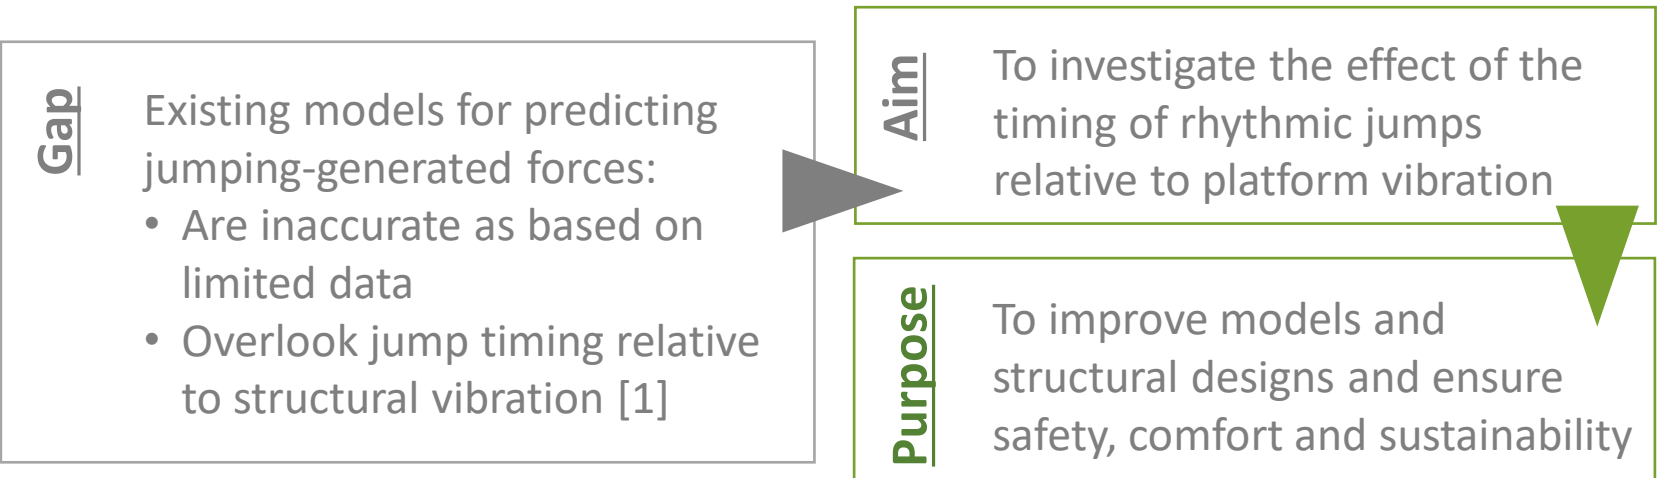 Gap
Existing models for predicting
jumping-generated forces:
• Are inaccurate as based on
limited data
• Overlook jump timing relative
to structural vibration [1]
Aim
To investigate the effect of the
timing of rhythmic jumps
relative to platform vibration
Purpose
To improve models and
structural designs and ensure
safety, comfort and sustainability